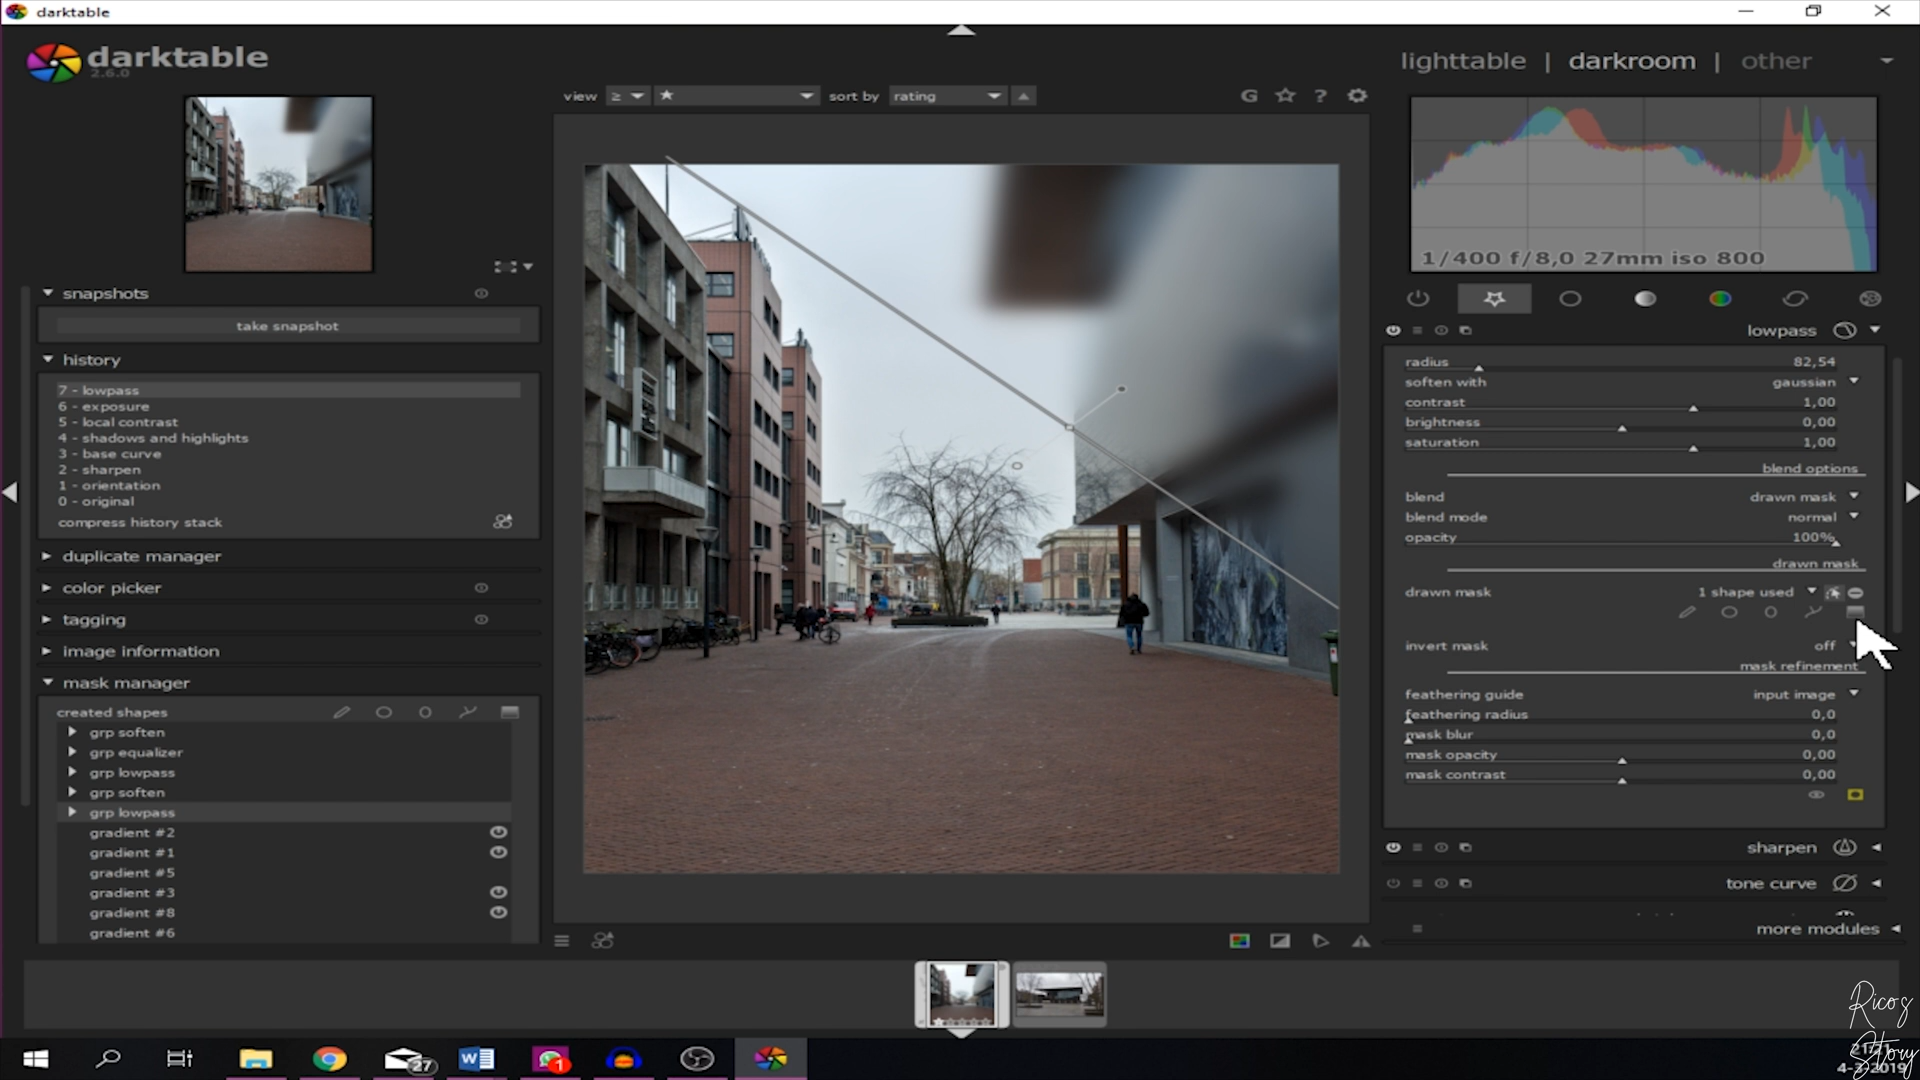 darktable
darktable
2.6.0
lighttable | darkroom | other
view ≥ ★ sort by rating
G ☆ ?
1/400 f/8,0 27mm iso 800
snapshots
take snapshot
history
7 - lowpass
6 - exposure
5 - local contrast
4 - shadows and highlights
3 - base curve
2 - sharpen
1 - orientation
0 - original
compress history stack
duplicate manager
color picker
tagging
image information
mask manager
created shapes
grp soften
grp equalizer
grp lowpass
grp soften
grp lowpass
gradient #2
gradient #1
gradient #5
gradient #3
gradient #8
gradient #6
lowpass
radius 82,54
soften with gaussian
contrast 1,00
brightness 0,00
saturation 1,00
blend options
blend drawn mask
blend mode normal
opacity 100%
drawn mask
drawn mask 1 shape used
invert mask off
mask refinement
feathering guide input image
feathering radius 0,0
mask blur 0,0
mask opacity 0,00
mask contrast 0,00
sharpen
tone curve
more modules
Rico's
Story
27
1
4-3-2019